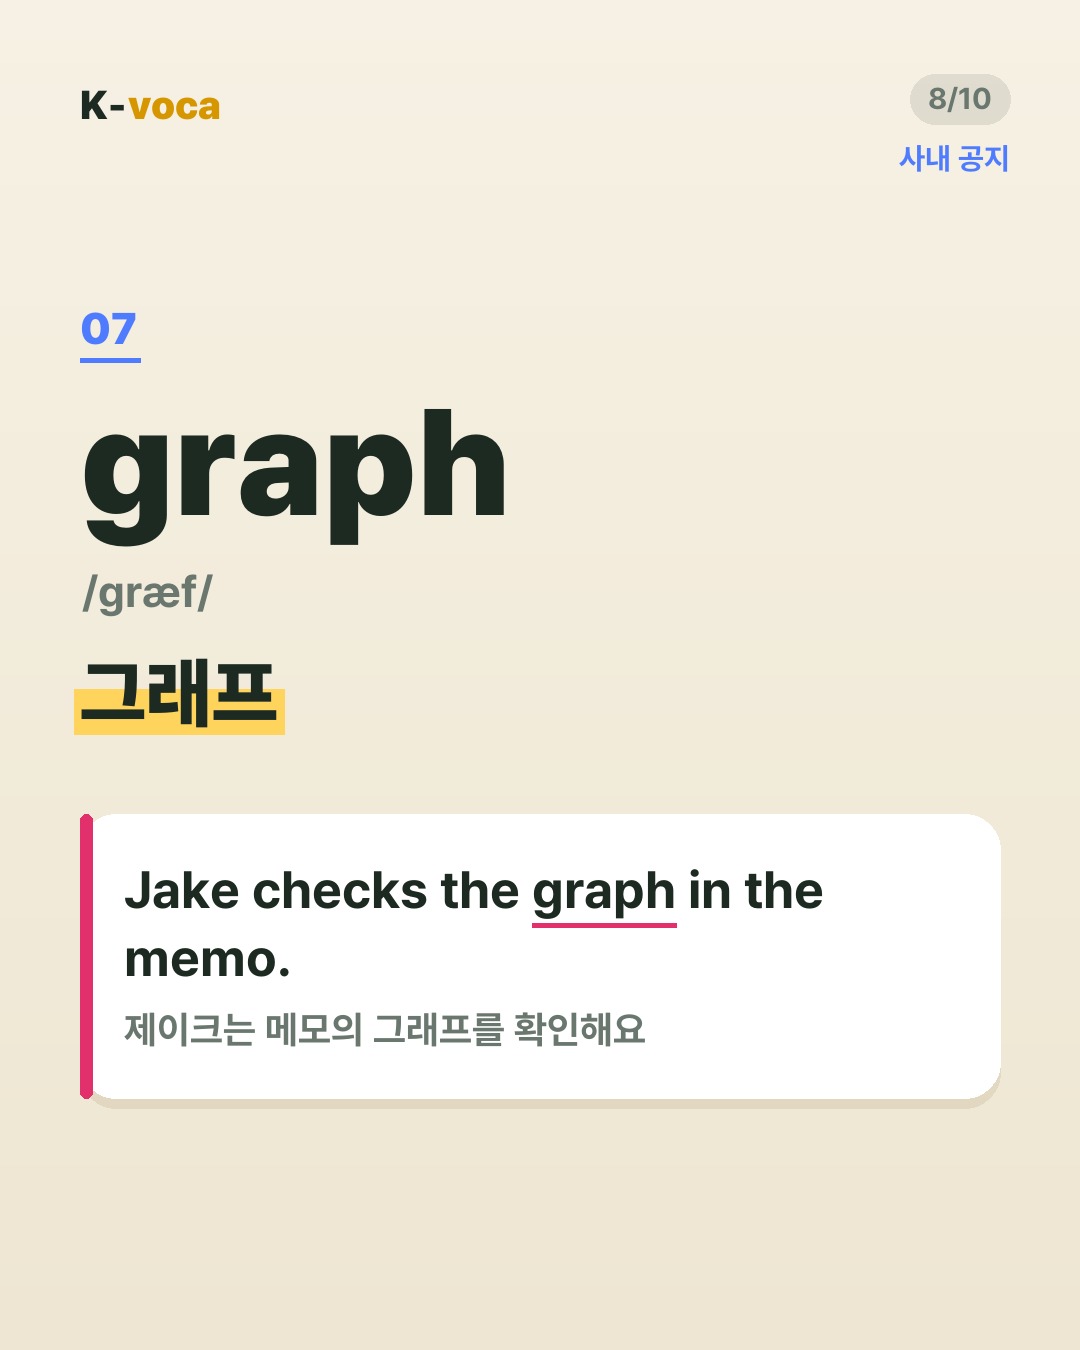 K-voca
8/10
사내 공지
07
graph
/græf/
그래프
Jake checks the graph in the
memo.
제이크는 메모의 그래프를 확인해요